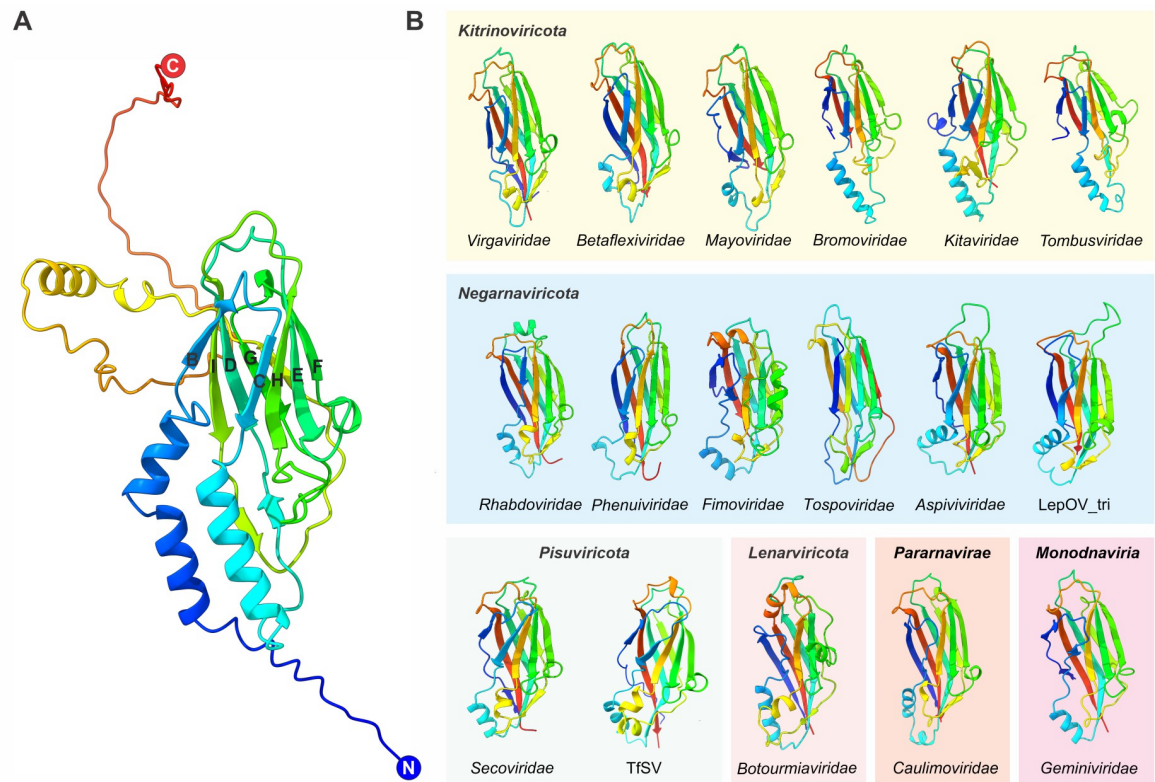 A
C
B I D G C H E F
N
B
Kitrinoviricota
Virgaviridae Betaflexiviridae Mayoviridae Bromoviridae Kitaviridae Tombusviridae
Negarnaviricota
Rhabdoviridae Phenuiviridae Fimoviridae Tospoviridae Aspiviviridae LepOV_tri
Pisuviricota Lenarviricota Pararnavirae Monodnaviria
Secoviridae TfSV Botourmiaviridae Caulimoviridae Geminiviridae